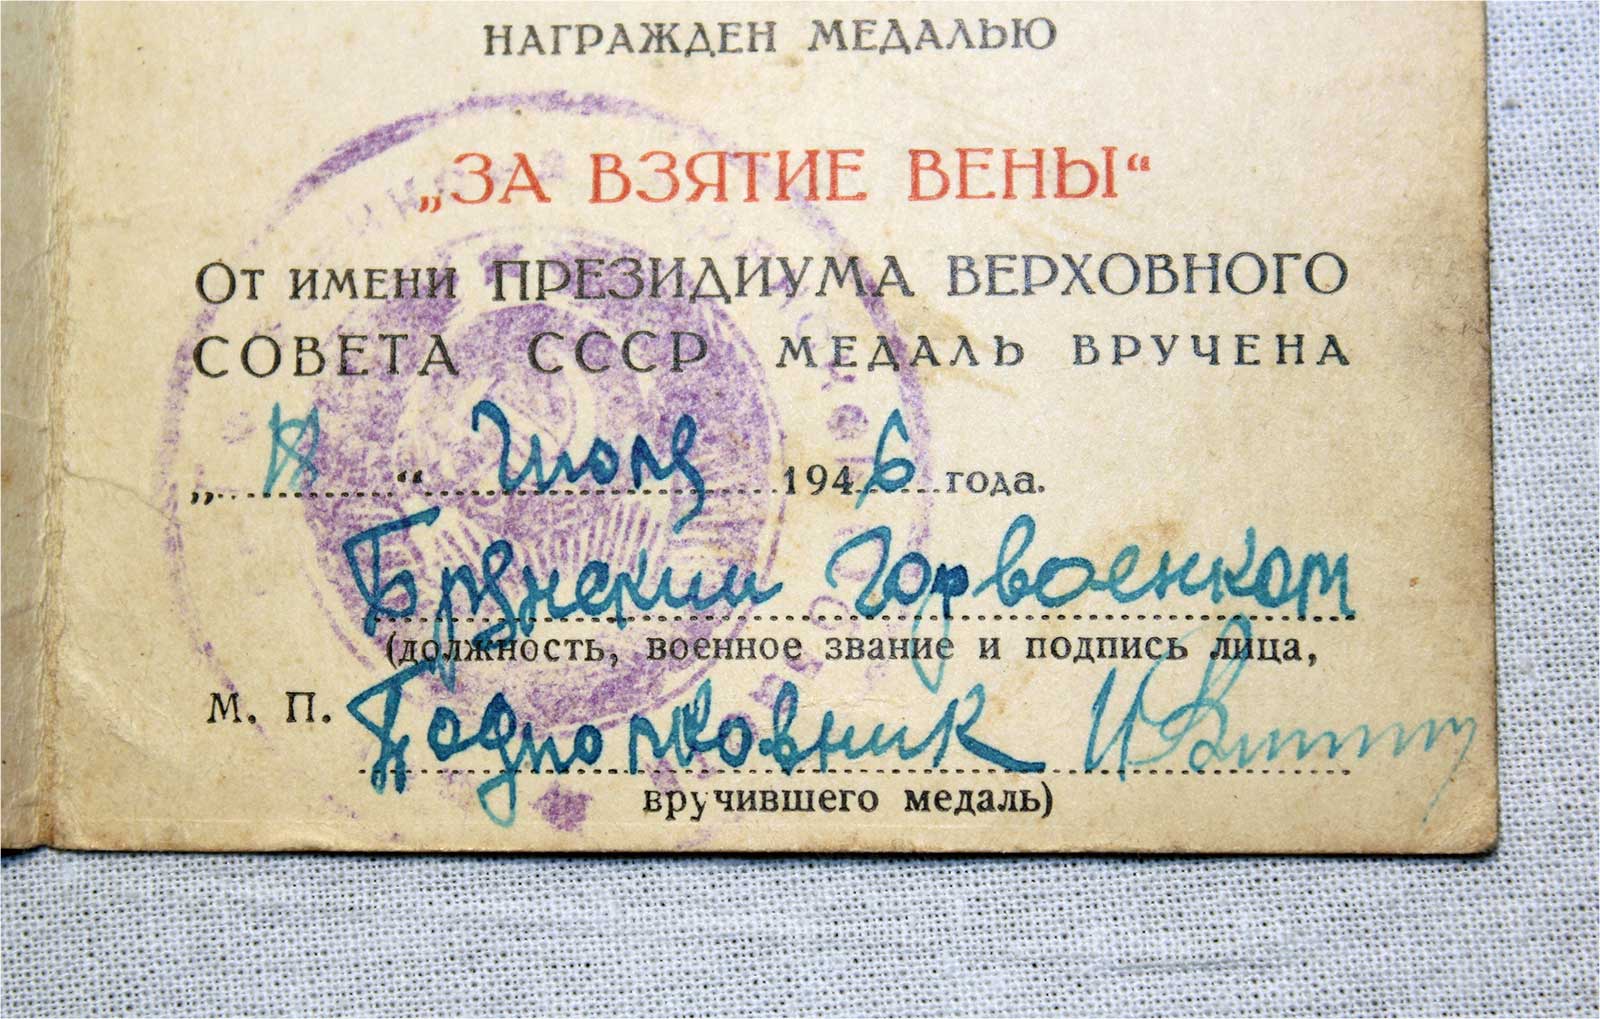 НАГРАЖДЕН МЕДАЛЬЮ
„ЗА ВЗЯТИЕ ВЕНЫ“
От имени ПРЕЗИДИУМА ВЕРХОВНОГО
СОВЕТА СССР МЕДАЛЬ ВРУЧЕНА
„18“ Июля 1946 года.
Брянский Горвоенком
(должность, военное звание и подпись лица,
М. П. Подполковник
вручившего медаль)